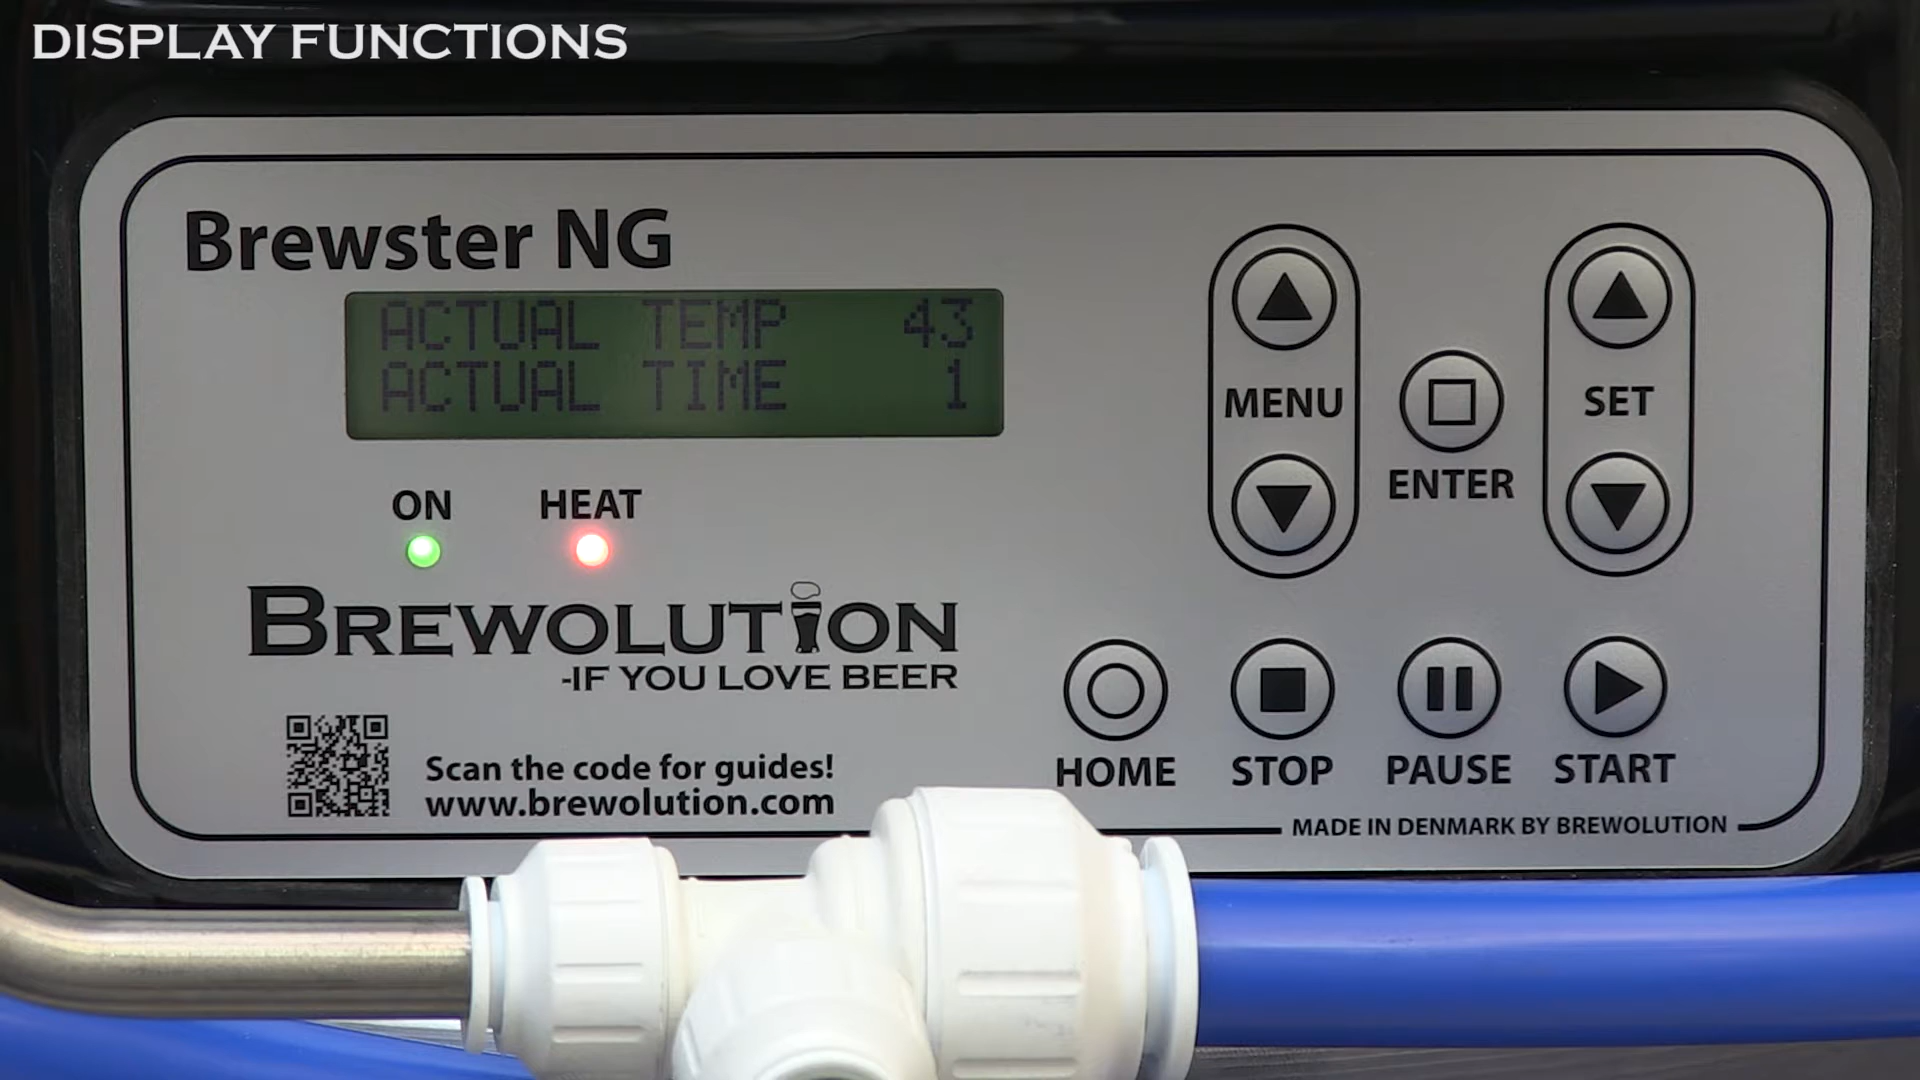 DISPLAY FUNCTIONS
Brewster NG
ACTUAL TEMP 43
ACTUAL TIME 1
ON HEAT
MENU
ENTER
SET
BREWOLUTION
-IF YOU LOVE BEER
Scan the code for guides!
www.brewolution.com
HOME STOP PAUSE START
MADE IN DENMARK BY BREWOLUTION